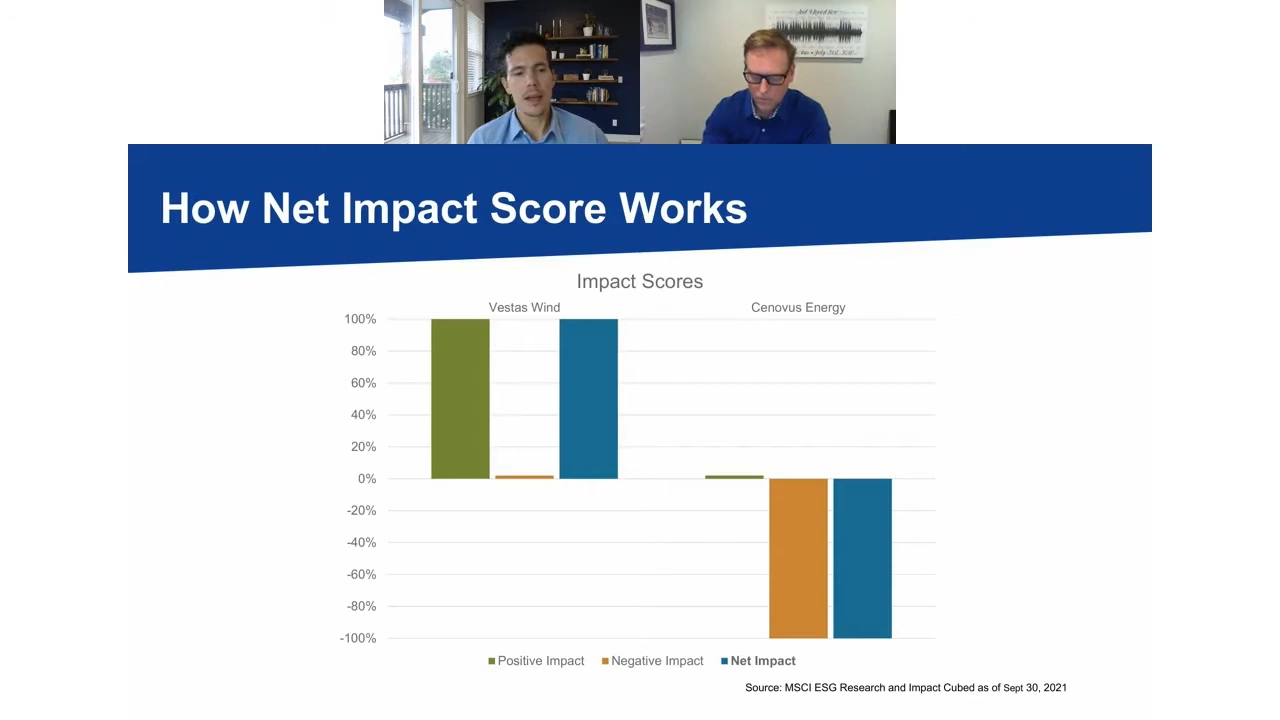 How Net Impact Score Works
Impact Scores
Vestas Wind
Cenovus Energy
100%
80%
60%
40%
20%
0%
-20%
-40%
-60%
-80%
-100%
Positive Impact
Negative Impact
Net Impact
Source: MSCI ESG Research and Impact Cubed as of Sept 30, 2021